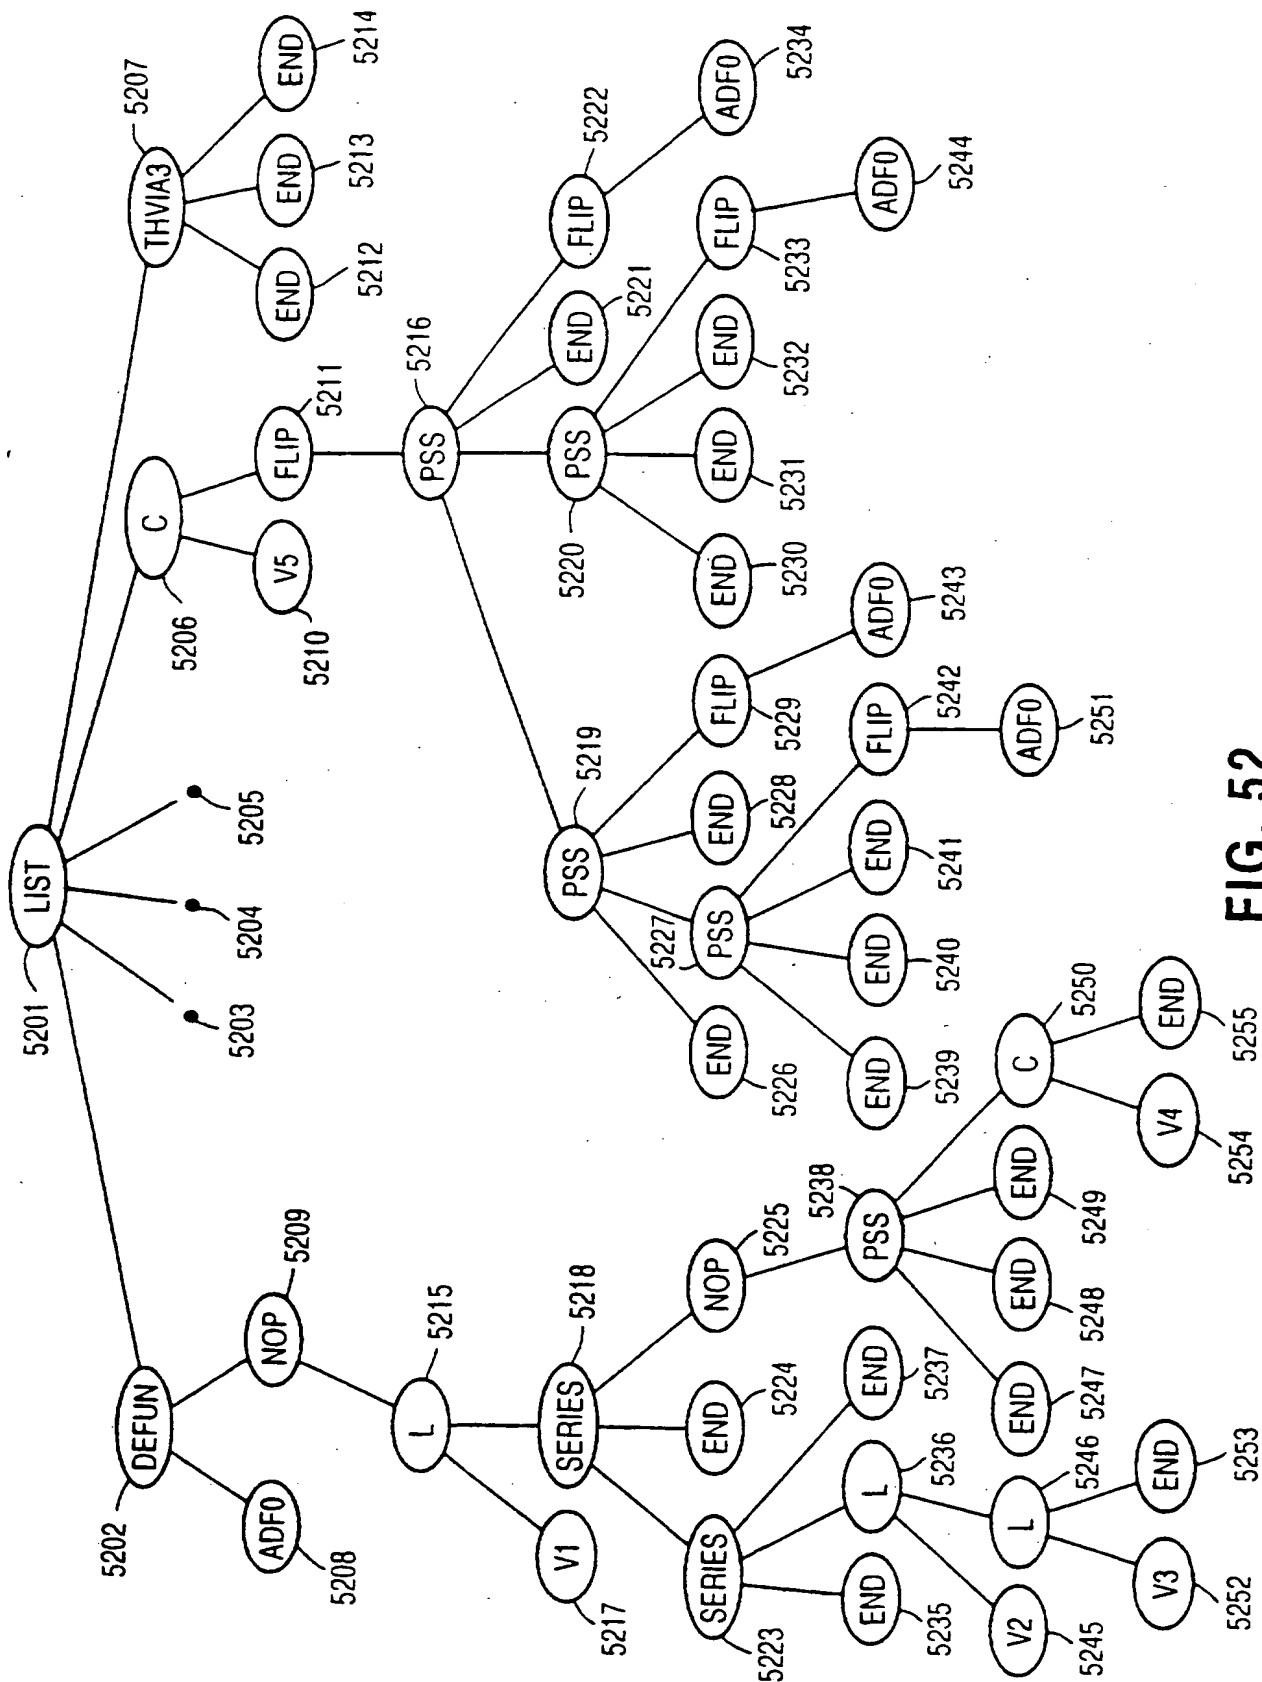 LIST
5201
DEFUN
5202
5203
5204
5205
C
5206
THVIA3
5207
ADF0
5208
NOP
5209
V5
5210
FLIP
5211
END
5212
END
5213
END
5214
L
5215
PSS
5216
V1
5217
SERIES
5218
PSS
5219
PSS
5220
END
5221
FLIP
5222
SERIES
5223
END
5224
NOP
5225
END
5226
PSS
5227
END
5228
FLIP
5229
END
5230
END
5231
END
5232
FLIP
5233
ADF0
5234
END
5235
L
5236
END
5237
PSS
5238
END
5239
END
5240
END
5241
FLIP
5242
ADF0
5243
ADF0
5244
V2
5245
L
5246
END
5247
END
5248
END
5249
C
5250
ADF0
5251
V3
5252
END
5253
V4
5254
END
5255
FIG. 52